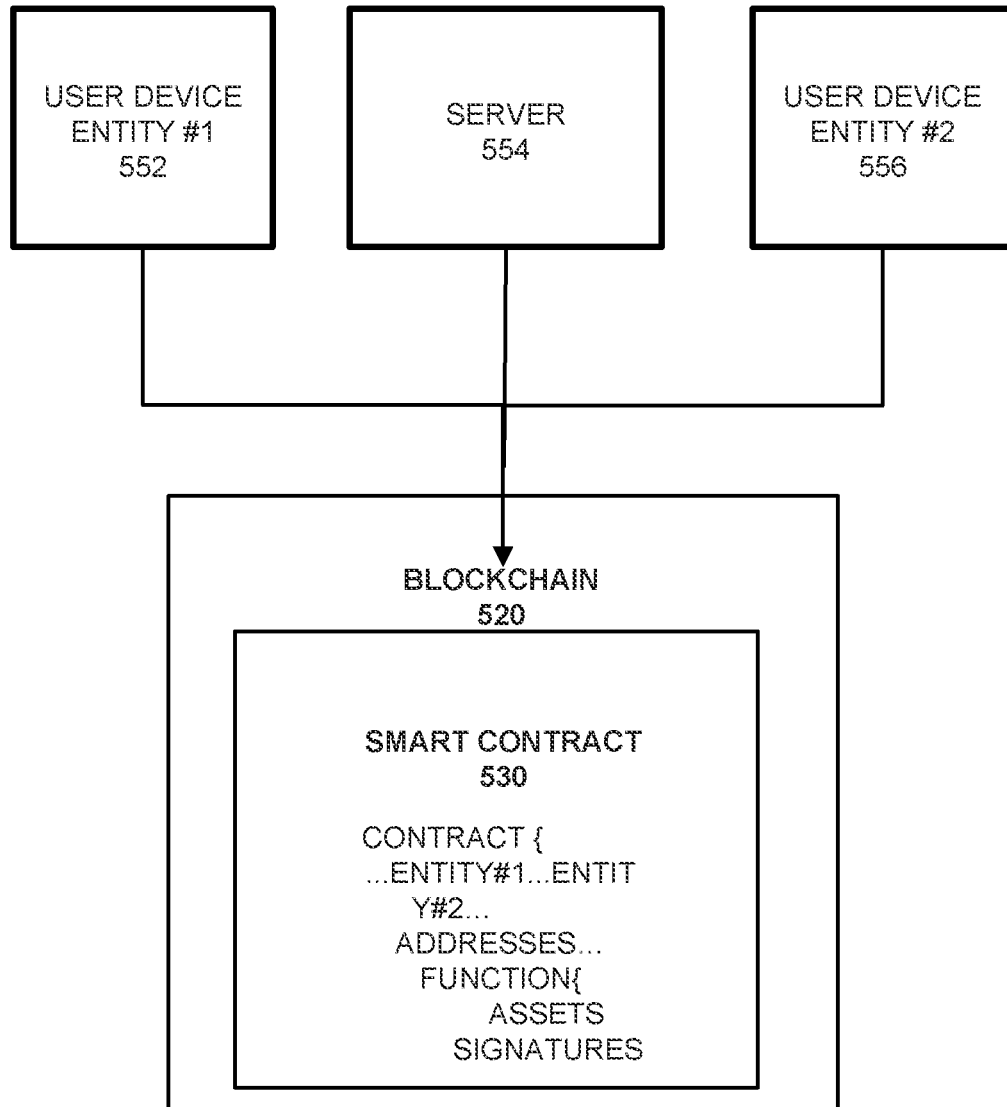 USER DEVICE
ENTITY #1
552
SERVER
554
USER DEVICE
ENTITY #2
556
BLOCKCHAIN
520
SMART CONTRACT
530
CONTRACT {
...ENTITY#1...ENTIT
Y#2...
ADDRESSES...
FUNCTION{
ASSETS
SIGNATURES